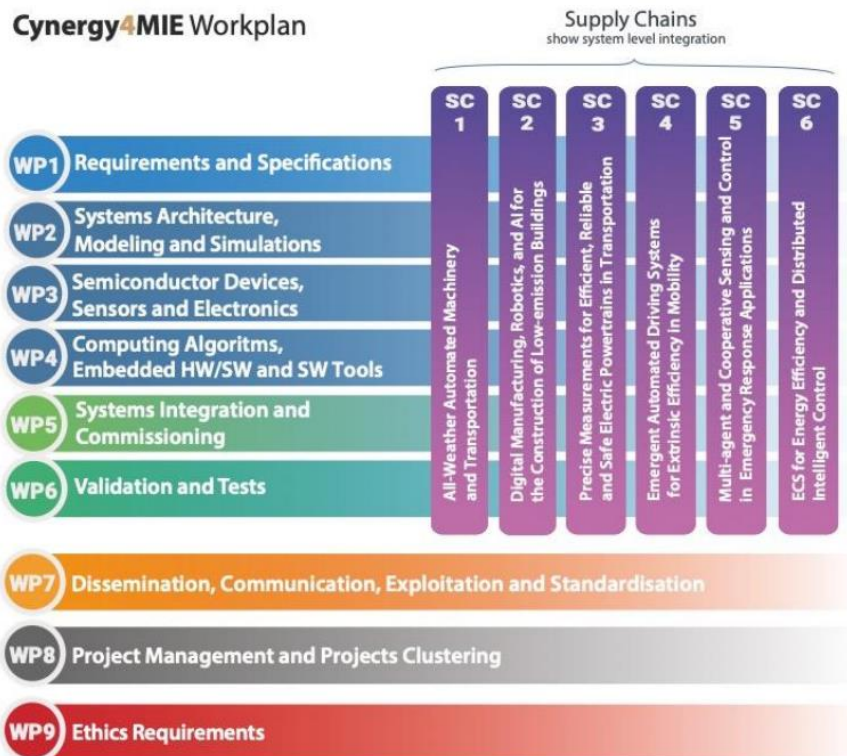 Cynergy4MIE Workplan
Supply Chains
show system level integration
SC
1
SC
2
SC
3
SC
4
SC
5
SC
6
All-Weather Automated Machinery
and Transportation
Digital Manufacturing, Robotics, and AI for
the Construction of Low-emission Buildings
Precise Measurements for Efficient, Reliable
and Safe Electric Powertrains in Transportation
Emergent Automated Driving Systems
for Extrinsic Efficiency in Mobility
Multi-agent and Cooperative Sensing and Control
in Emergency Response Applications
ECS for Energy Efficiency and Distributed
Intelligent Control
WP1 Requirements and Specifications
WP2 Systems Architecture,
Modeling and Simulations
WP3 Semiconductor Devices,
Sensors and Electronics
WP4 Computing Algoritms,
Embedded HW/SW and SW Tools
WP5 Systems Integration and
Commissioning
WP6 Validation and Tests
WP7 Dissemination, Communication, Exploitation and Standardisation
WP8 Project Management and Projects Clustering
WP9 Ethics Requirements